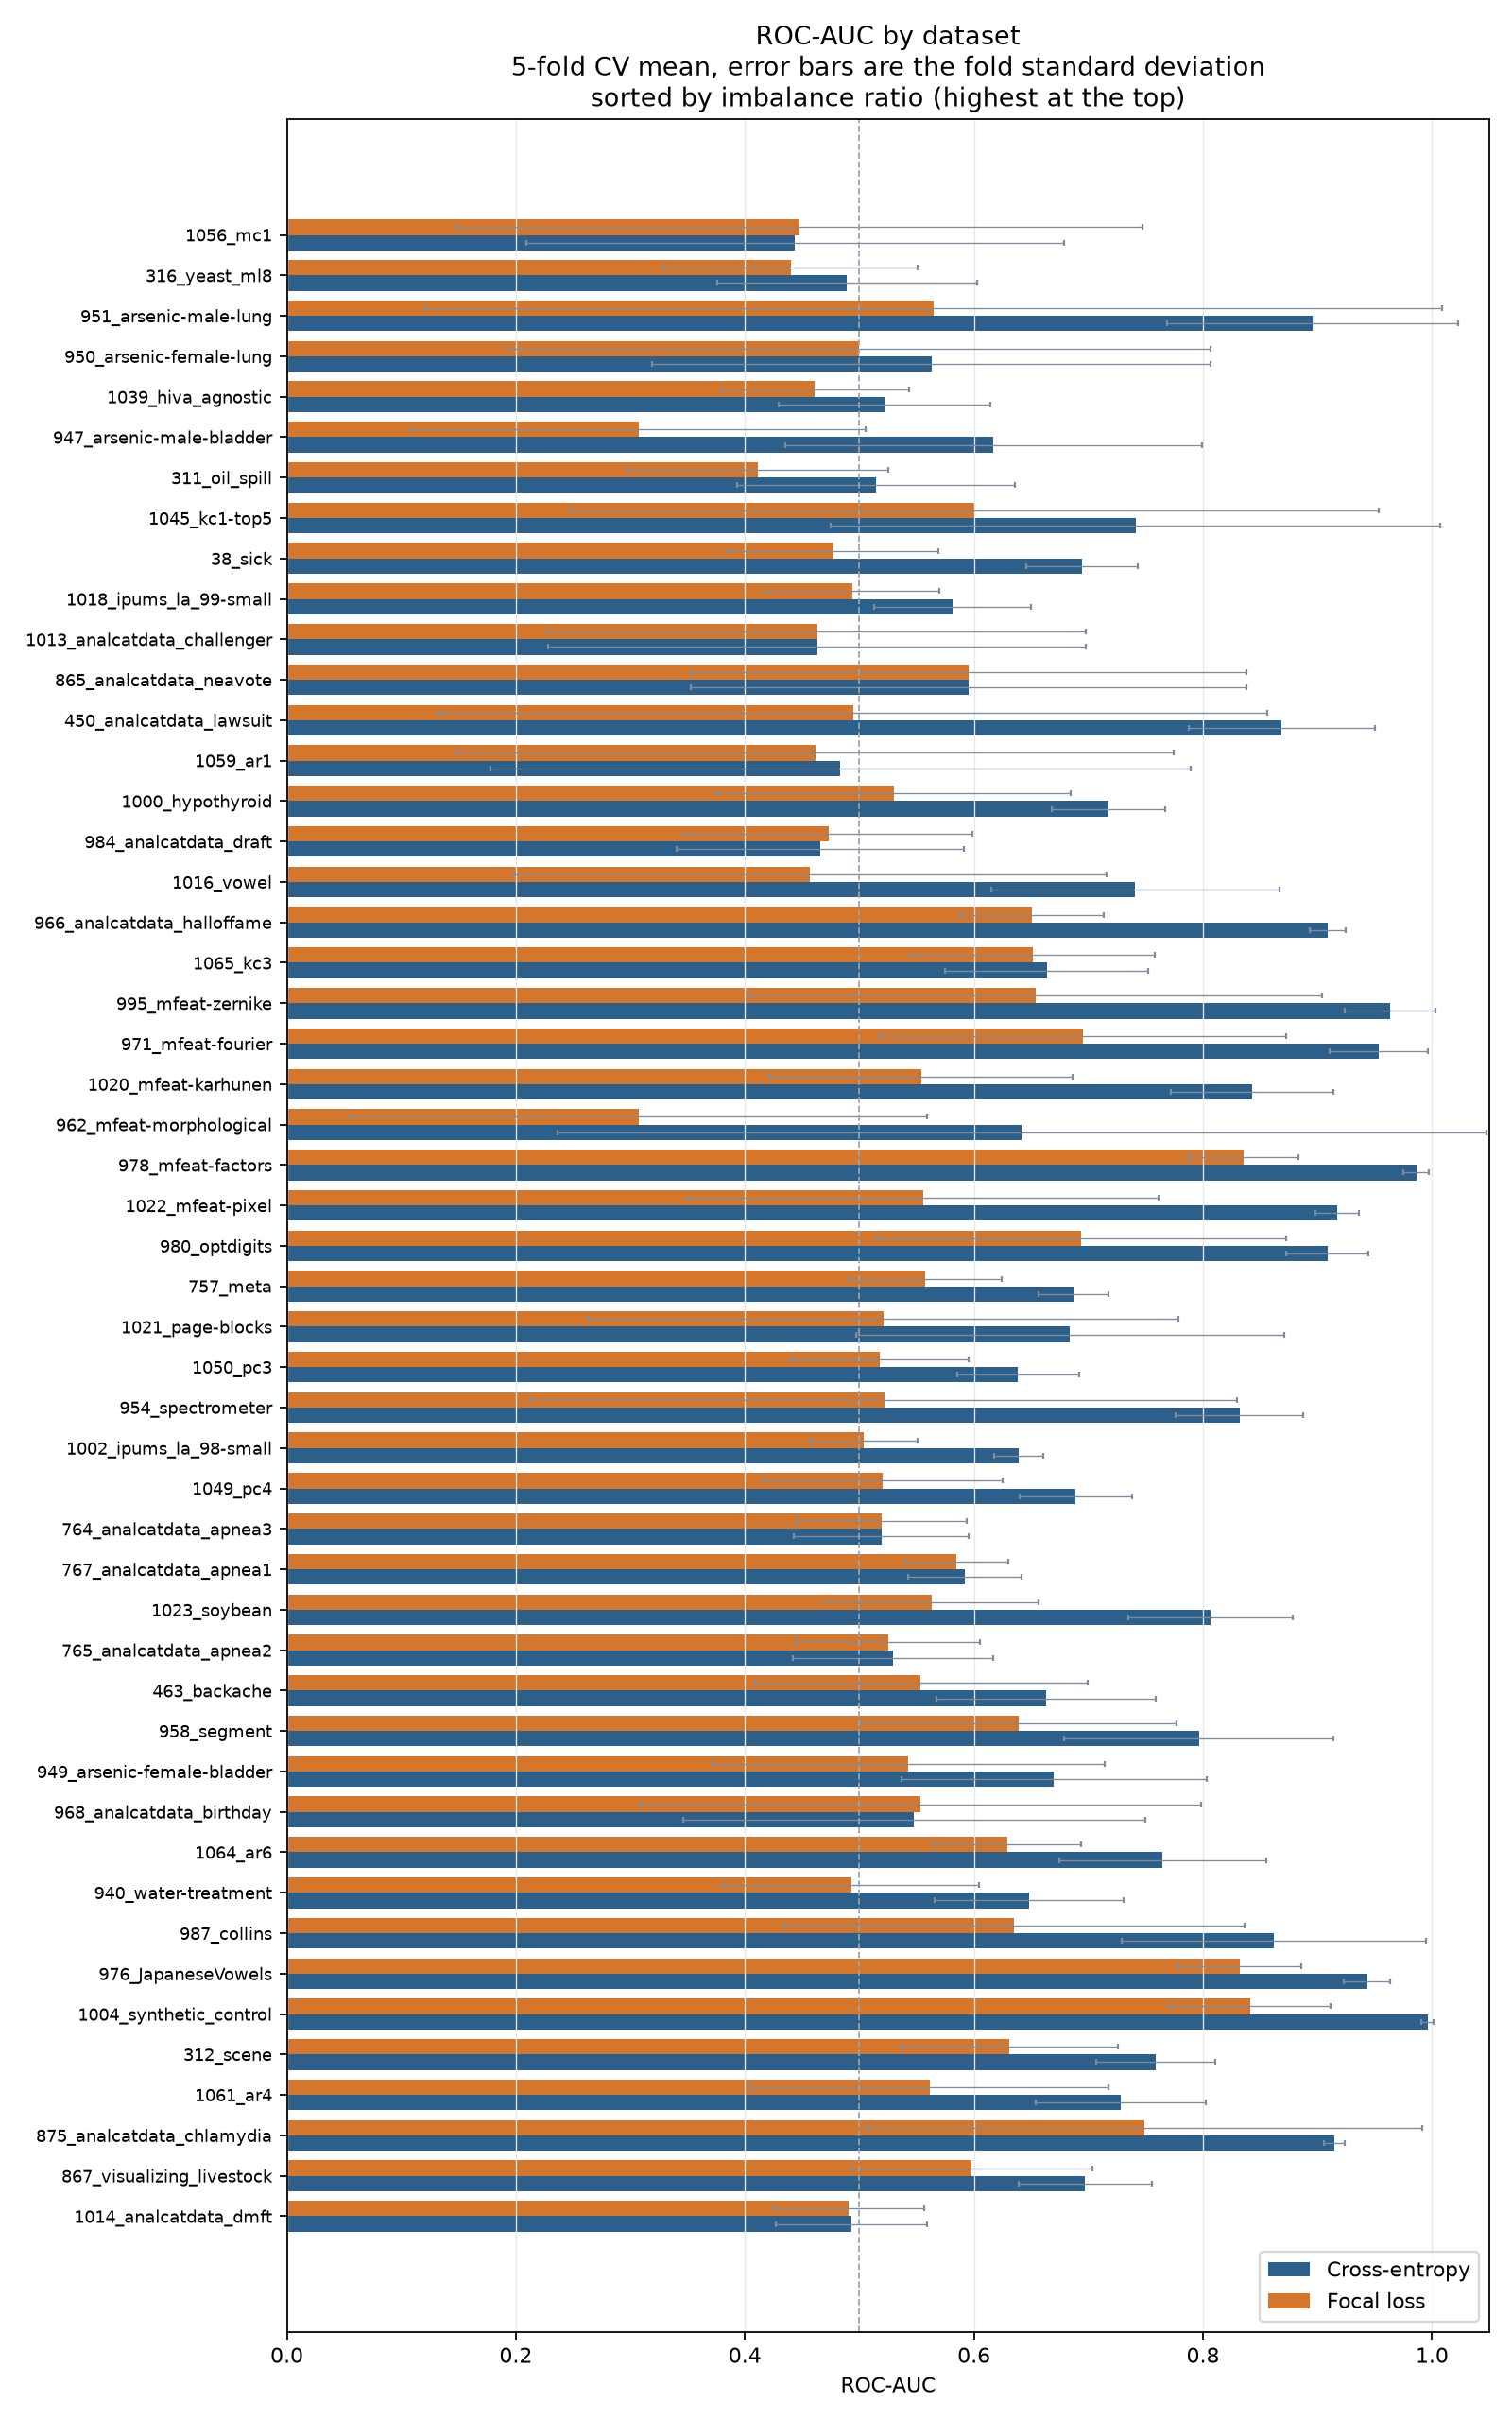 ROC-AUC by dataset
5-fold CV mean, error bars are the fold standard deviation
sorted by imbalance ratio (highest at the top)
1056_mc1
316_yeast_ml8
951_arsenic-male-lung
950_arsenic-female-lung
1039_hiva_agnostic
947_arsenic-male-bladder
311_oil_spill
1045_kc1-top5
38_sick
1018_ipums_la_99-small
1013_analcatdata_challenger
865_analcatdata_neavote
450_analcatdata_lawsuit
1059_ar1
1000_hypothyroid
984_analcatdata_draft
1016_vowel
966_analcatdata_halloffame
1065_kc3
995_mfeat-zernike
971_mfeat-fourier
1020_mfeat-karhunen
962_mfeat-morphological
978_mfeat-factors
1022_mfeat-pixel
980_optdigits
757_meta
1021_page-blocks
1050_pc3
954_spectrometer
1002_ipums_la_98-small
1049_pc4
764_analcatdata_apnea3
767_analcatdata_apnea1
1023_soybean
765_analcatdata_apnea2
463_backache
958_segment
949_arsenic-female-bladder
968_analcatdata_birthday
1064_ar6
940_water-treatment
987_collins
976_JapaneseVowels
1004_synthetic_control
312_scene
1061_ar4
875_analcatdata_chlamydia
867_visualizing_livestock
1014_analcatdata_dmft
Cross-entropy
Focal loss
0.0 0.2 0.4 0.6 0.8 1.0
ROC-AUC